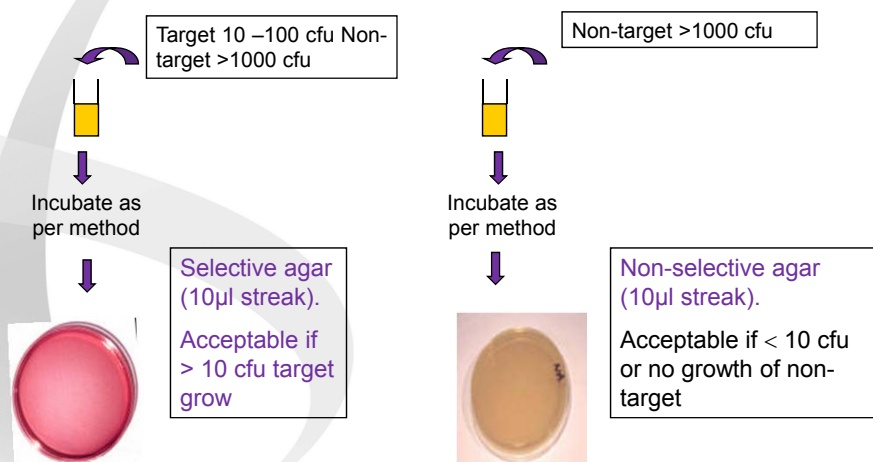 Target 10 –100 cfu Non-
target >1000 cfu
Incubate as
per method
Selective agar
(10µl streak).
Acceptable if
> 10 cfu target
grow
Non-target >1000 cfu
Incubate as
per method
Non-selective agar
(10µl streak).
Acceptable if < 10 cfu
or no growth of non-
target